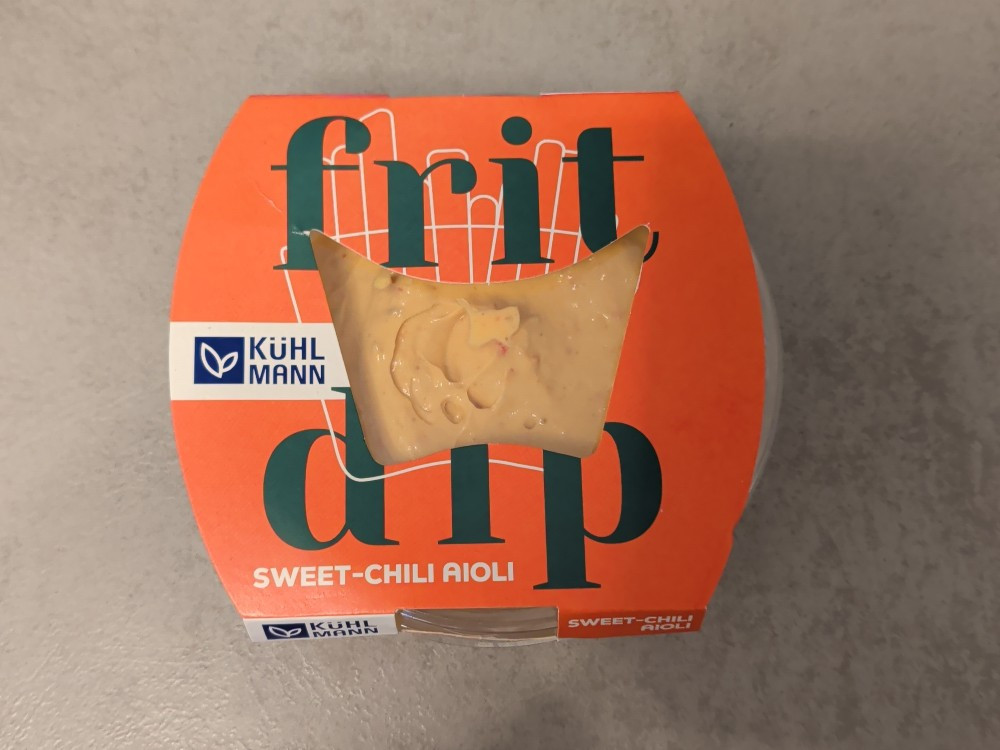 frit
KÜHL
MANN
dip
SWEET-CHILI AIOLI
KÜHL
MANN
SWEET-CHILI
AIOLI